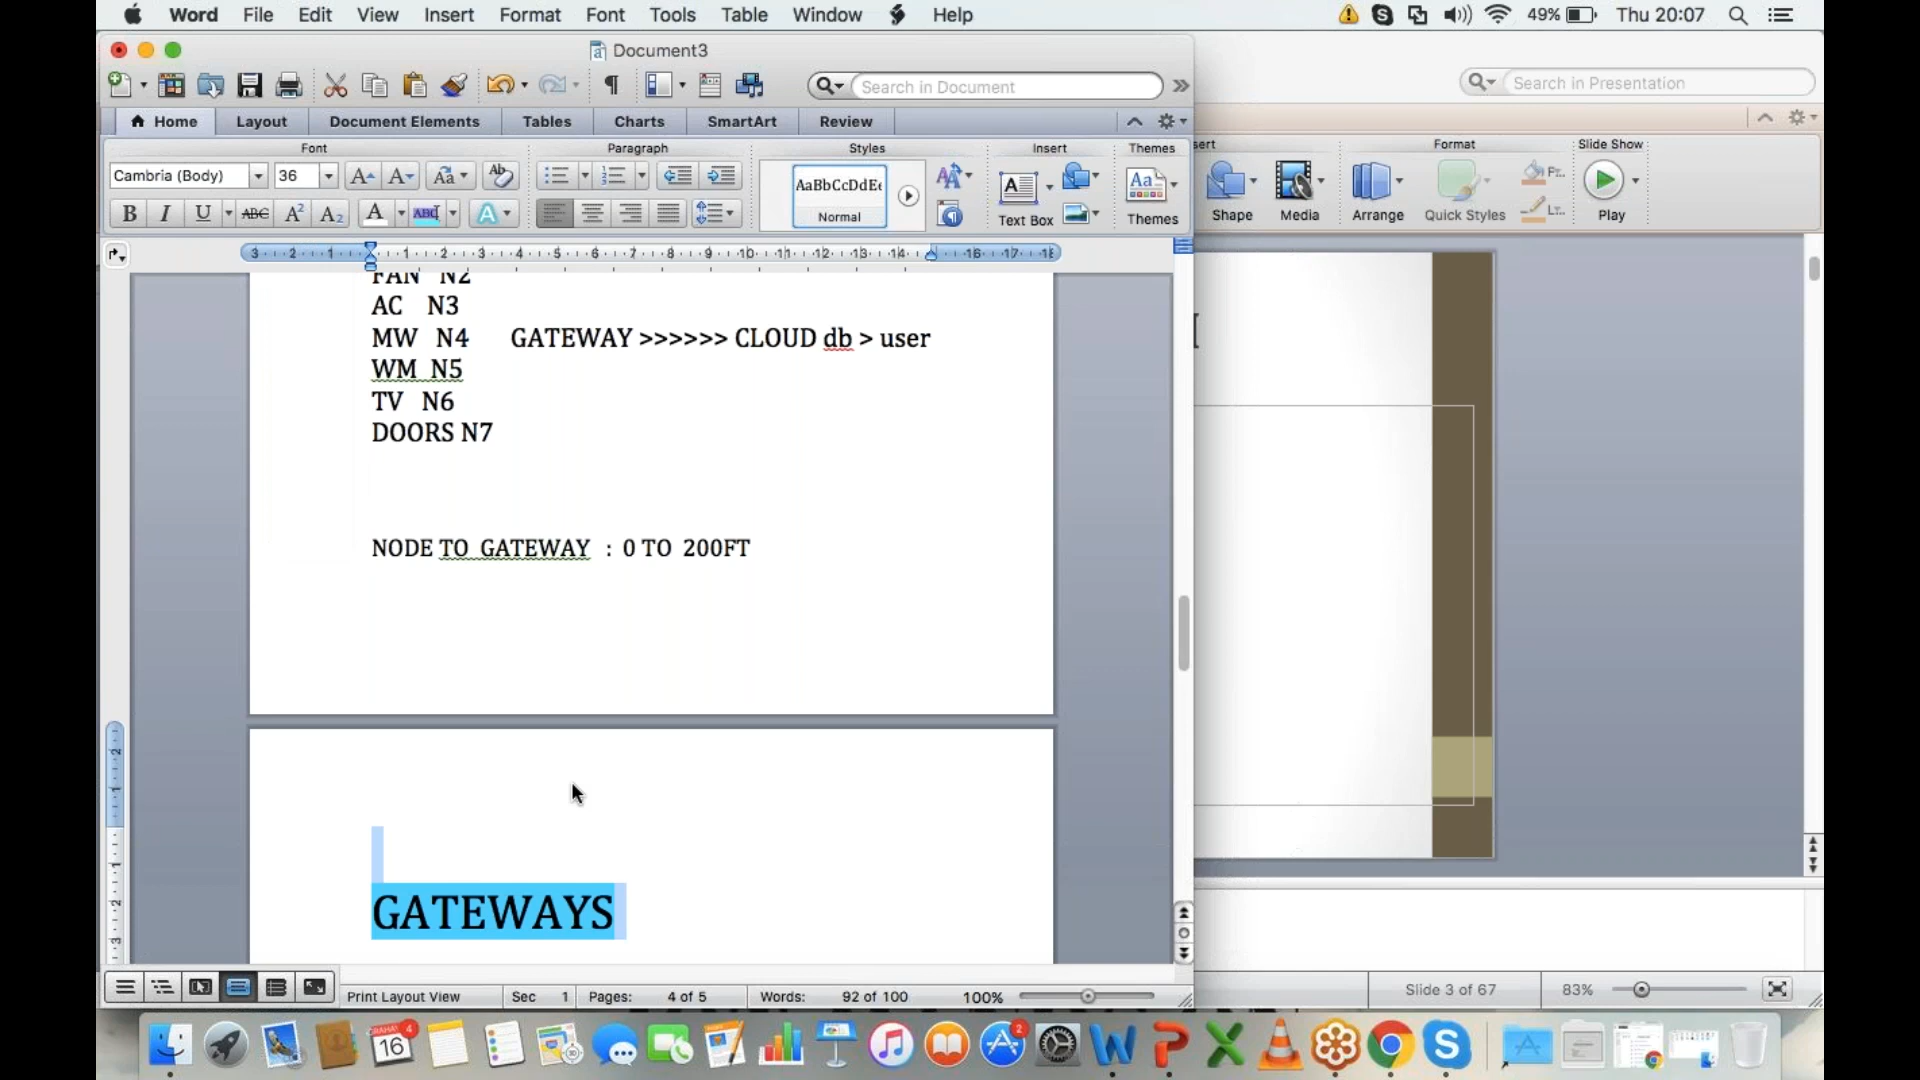 Word File Edit View Insert Format Font Tools Table Window Help 49% Thu 20:07
Document3
Search in Document
Search in Presentation
Home Layout Document Elements Tables Charts SmartArt Review
Font Paragraph Styles Insert Themes
sert Format Slide Show
Cambria (Body) 36
AaBbCcDdEe
Normal
Text Box Themes
Shape Media Arrange Quick Styles Play
FAN N2
AC N3
MW N4 GATEWAY >>>>>> CLOUD db > user
WM N5
TV N6
DOORS N7
NODE TO GATEWAY : 0 TO 200FT
GATEWAYS
Print Layout View Sec 1 Pages: 4 of 5 Words: 92 of 100 100%
Slide 3 of 67 83%
16